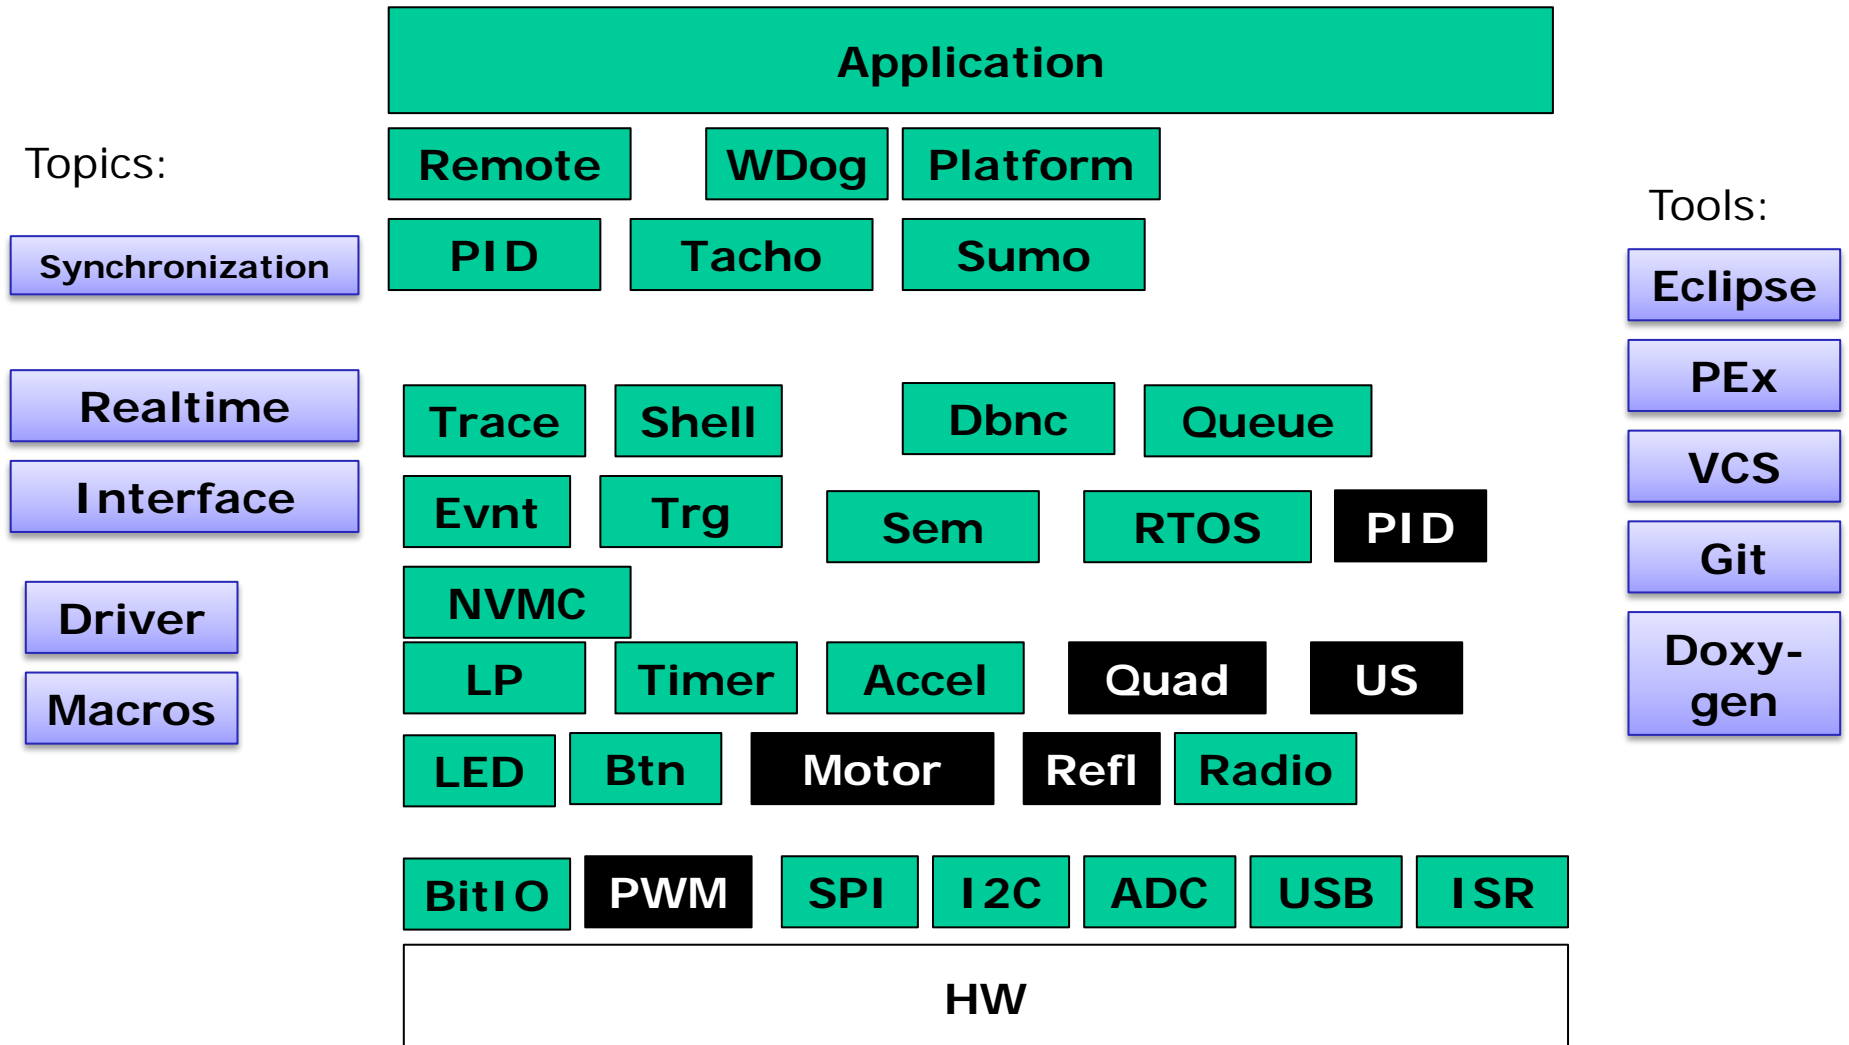 Application
Topics:
Remote
WDog
Platform
Tools:
Synchronization
PID
Tacho
Sumo
Eclipse
PEx
Realtime
Trace
Shell
Dbnc
Queue
VCS
Interface
Evnt
Trg
Sem
RTOS
PID
Git
Driver
NVMC
Doxy-
gen
Macros
LP
Timer
Accel
Quad
US
LED
Btn
Motor
Refl
Radio
BitIO
PWM
SPI
I2C
ADC
USB
ISR
HW